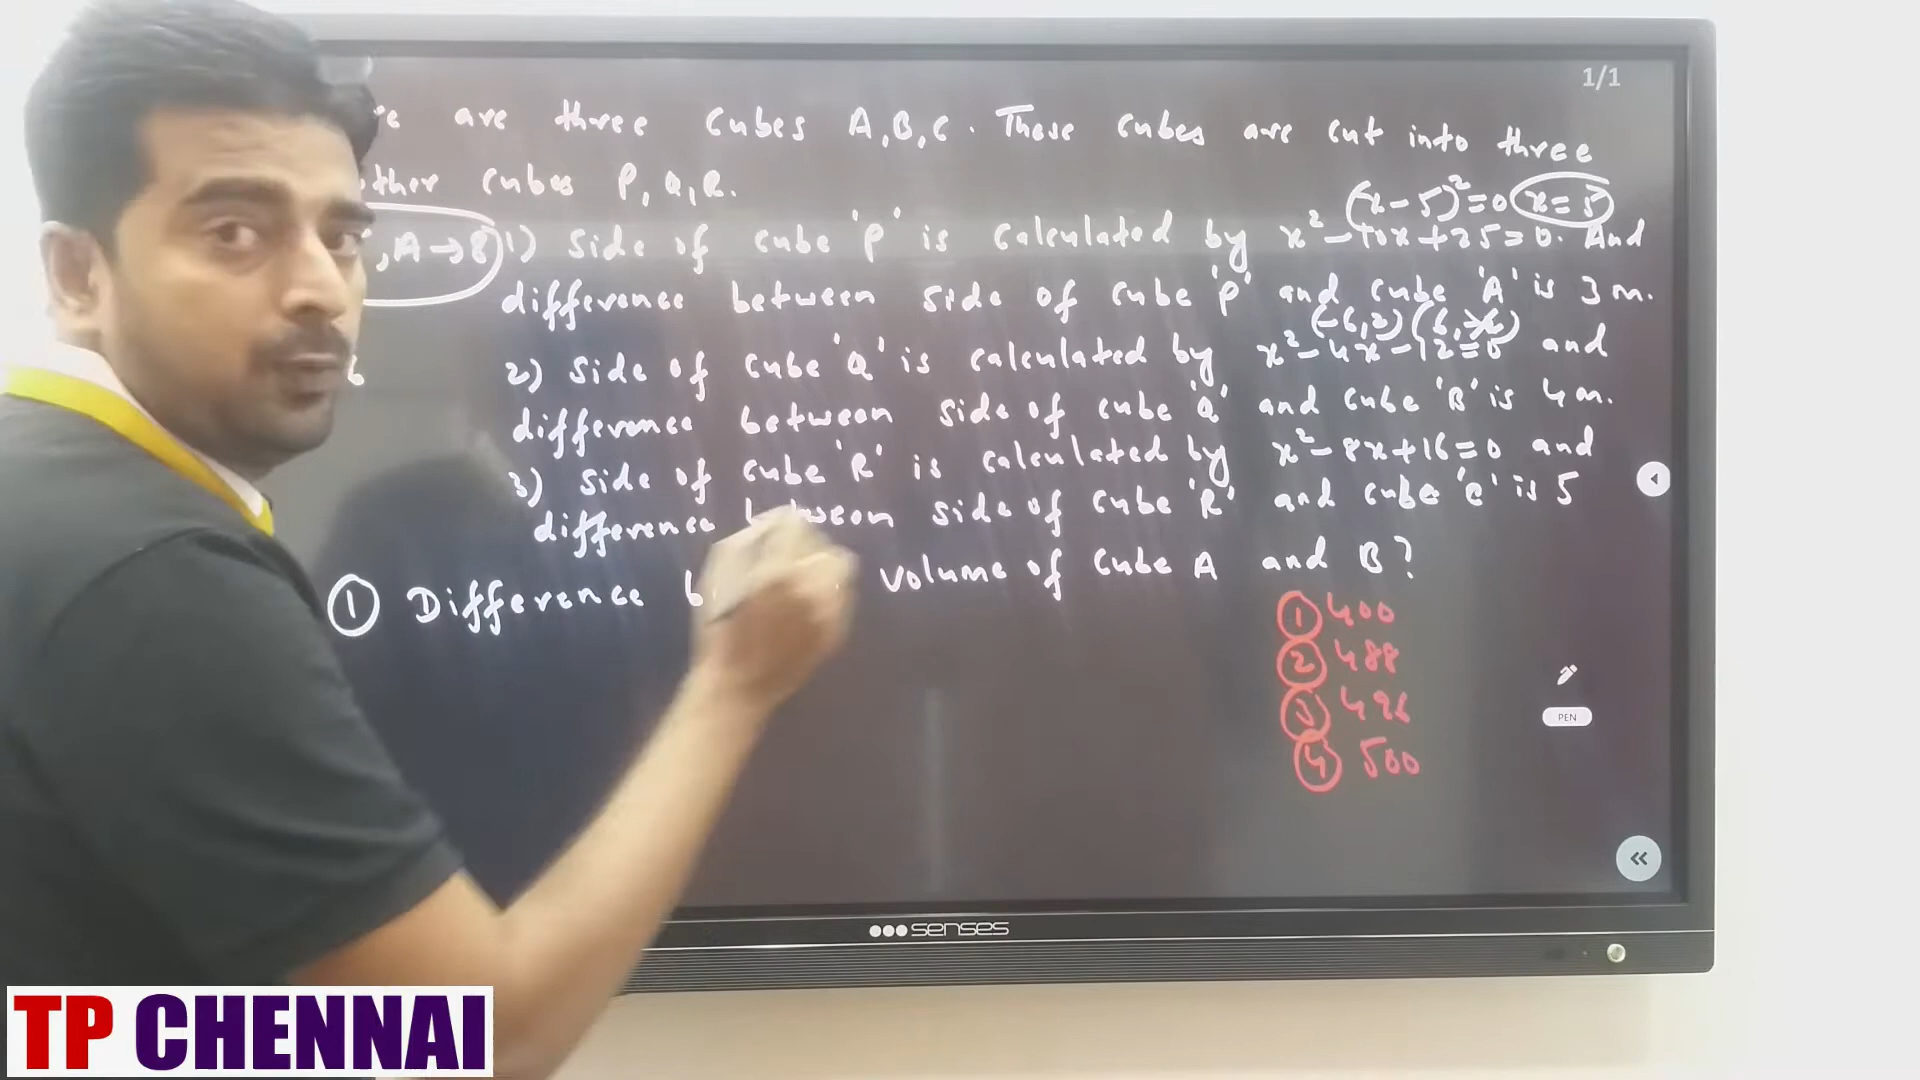 1/1
are three cubes A,B,C. These cubes are cut into three
other cubes P, Q, R.
(x-5)²=0 x=5
, A→8
1) Side of cube 'P' is calculated by x²-10x+25=0. And
difference between side of cube 'P' and cube 'A' is 3m.
(-6,2)
2) Side of cube 'Q' is calculated by x²-4x-12=0 and
difference between side of cube 'Q' and cube 'B' is 4m.
3) Side of cube 'R' is calculated by x²-8x+16=0 and
difference between side of cube 'R' and cube 'C' is 5
① Difference volume of cube A and B?
① 400
② 488
③ 496
④ 500
PEN
senses
TP CHENNAI